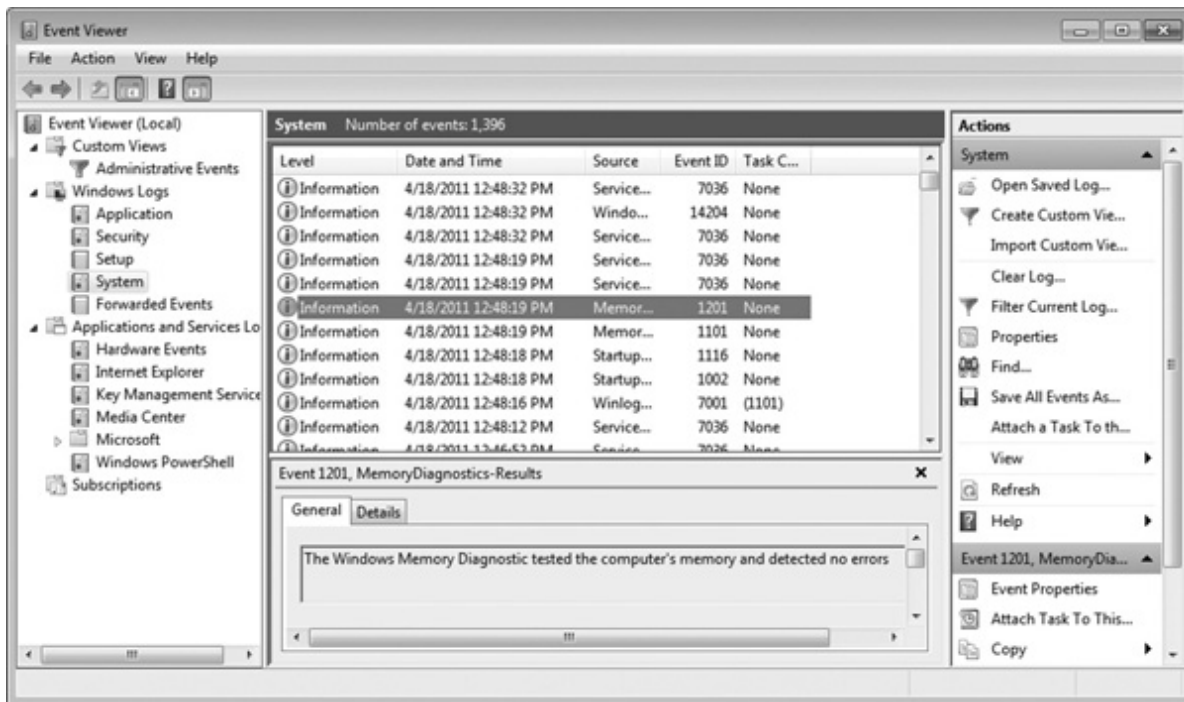 Event Viewer
File Action View Help
Event Viewer (Local)
Custom Views
Administrative Events
Windows Logs
Application
Security
Setup
System
Forwarded Events
Applications and Services Lo
Hardware Events
Internet Explorer
Key Management Service
Media Center
Microsoft
Windows PowerShell
Subscriptions
System Number of events: 1,396
Level Date and Time Source Event ID Task C...
Information 4/18/2011 12:48:32 PM Service... 7036 None
Information 4/18/2011 12:48:32 PM Windo... 14204 None
Information 4/18/2011 12:48:32 PM Service... 7036 None
Information 4/18/2011 12:48:19 PM Service... 7036 None
Information 4/18/2011 12:48:19 PM Service... 7036 None
Information 4/18/2011 12:48:19 PM Memor... 1201 None
Information 4/18/2011 12:48:19 PM Memor... 1101 None
Information 4/18/2011 12:48:18 PM Startup... 1116 None
Information 4/18/2011 12:48:18 PM Startup... 1002 None
Information 4/18/2011 12:48:16 PM Winlog... 7001 (1101)
Information 4/18/2011 12:48:12 PM Service... 7036 None
Information 4/18/2011 12:46:52 PM Service... 7036 None
Event 1201, MemoryDiagnostics-Results
General Details
The Windows Memory Diagnostic tested the computer's memory and detected no errors
Actions
System
Open Saved Log...
Create Custom Vie...
Import Custom Vie...
Clear Log...
Filter Current Log...
Properties
Find...
Save All Events As...
Attach a Task To th...
View
Refresh
Help
Event 1201, MemoryDia...
Event Properties
Attach Task To This...
Copy